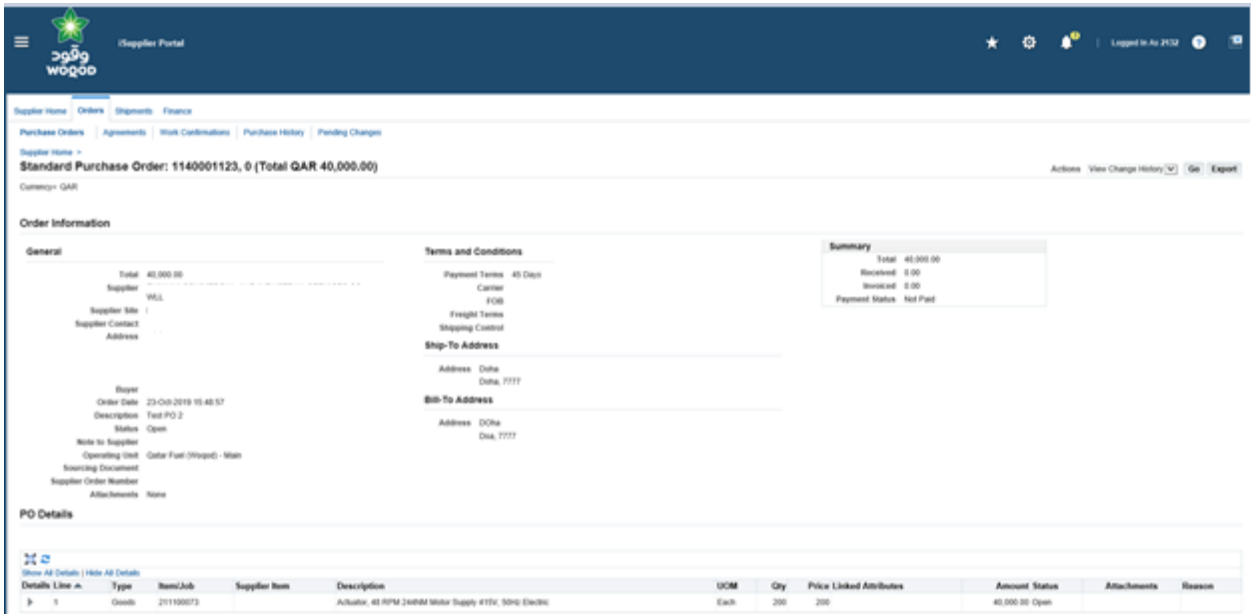 وقود
woqod
iSupplier Portal
Logged In As 2132
Supplier Home Orders Shipments Finance
Purchase Orders Agreements Work Confirmations Purchase History Pending Changes
Supplier Home >
Standard Purchase Order: 1140001123, 0 (Total QAR 40,000.00)
Actions View Change History Go Export
Currency= QAR
Order Information
General
Total 40,000.00
Supplier
WLL
Supplier Site
Supplier Contact
Address
Buyer
Order Date 23-Oct-2019 15:48:57
Description Test PO 2
Status Open
Note to Supplier
Operating Unit Qatar Fuel (Woqod) - Main
Sourcing Document
Supplier Order Number
Attachments None
Terms and Conditions
Payment Terms 45 Days
Carrier
FOB
Freight Terms
Shipping Control
Ship-To Address
Address Doha
Doha, 7777
Bill-To Address
Address DOha
Doa, 7777
Summary
Total 40,000.00
Received 0.00
Invoiced 0.00
Payment Status Not Paid
PO Details
Show All Details | Hide All Details
Details Line Type Item/Job Supplier Item Description UOM Qty Price Linked Attributes Amount Status Attachments Reason
1 Goods 211100073 Actuator, 48 RPM 244NM Motor Supply 415V, 50Hz Electric Each 200 200 40,000.00 Open